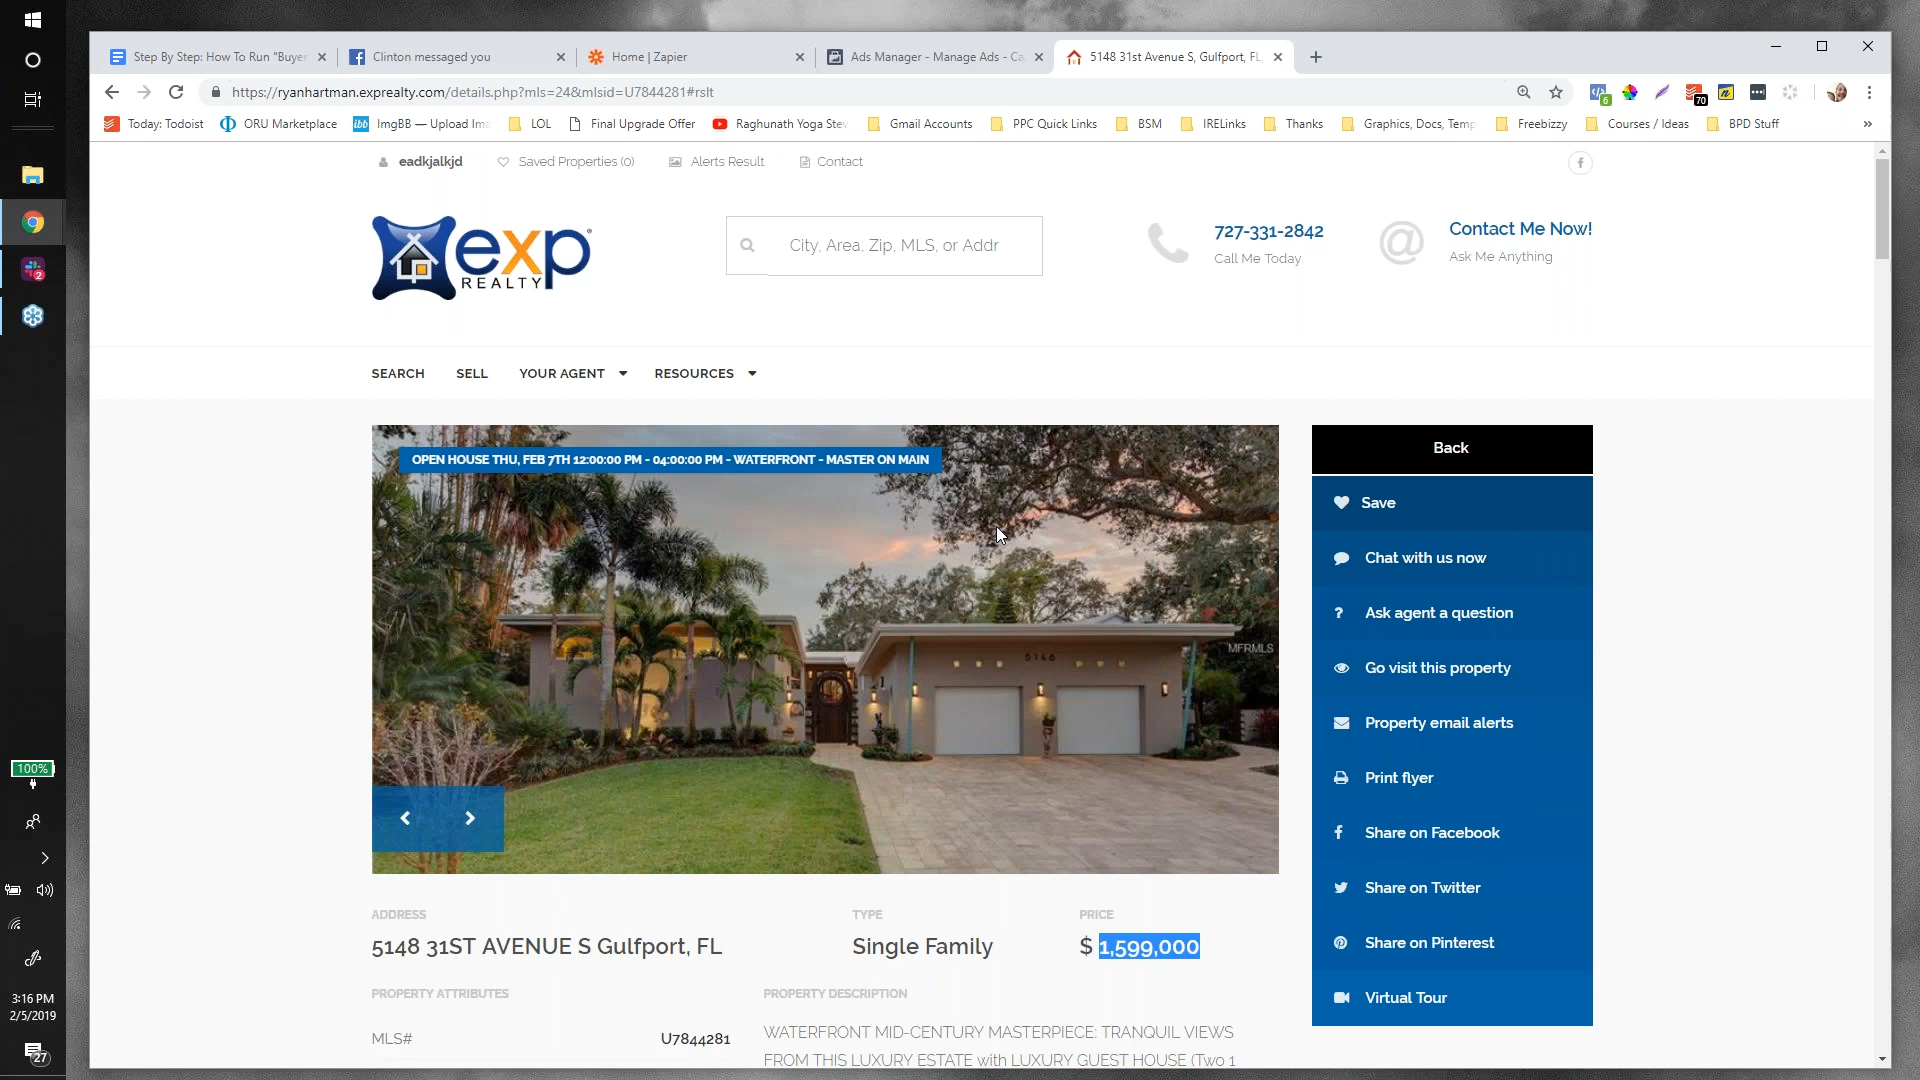 Step By Step: How To Run "Buyer
Clinton messaged you
Home | Zapier
Ads Manager - Manage Ads - Ca
5148 31st Avenue S, Gulfport, FL
https://ryanhartman.exprealty.com/details.php?mls=24&mlsid=U7844281#rslt
6
70
Today: Todoist
ORU Marketplace
ibb
ImgBB — Upload Ima
LOL
Final Upgrade Offer
Raghunath Yoga Stev
Gmail Accounts
PPC Quick Links
BSM
IRELinks
Thanks
Graphics, Docs, Temp
Freebizzy
Courses / Ideas
BPD Stuff
eadkjalkjd
Saved Properties (0)
Alerts Result
Contact
exp
REALTY
City, Area, Zip, MLS, or Addr
727-331-2842
Call Me Today
Contact Me Now!
Ask Me Anything
SEARCH
SELL
YOUR AGENT
RESOURCES
OPEN HOUSE THU, FEB 7TH 12:00:00 PM - 04:00:00 PM - WATERFRONT - MASTER ON MAIN
MFRMLS
5148
Back
Save
Chat with us now
Ask agent a question
Go visit this property
Property email alerts
Print flyer
Share on Facebook
Share on Twitter
Share on Pinterest
Virtual Tour
ADDRESS
5148 31ST AVENUE S Gulfport, FL
TYPE
Single Family
PRICE
$ 1,599,000
PROPERTY ATTRIBUTES
MLS#
U7844281
PROPERTY DESCRIPTION
WATERFRONT MID-CENTURY MASTERPIECE: TRANQUIL VIEWS
FROM THIS LUXURY ESTATE with LUXURY GUEST HOUSE (Two 1
2
100%
3:16 PM
2/5/2019
27